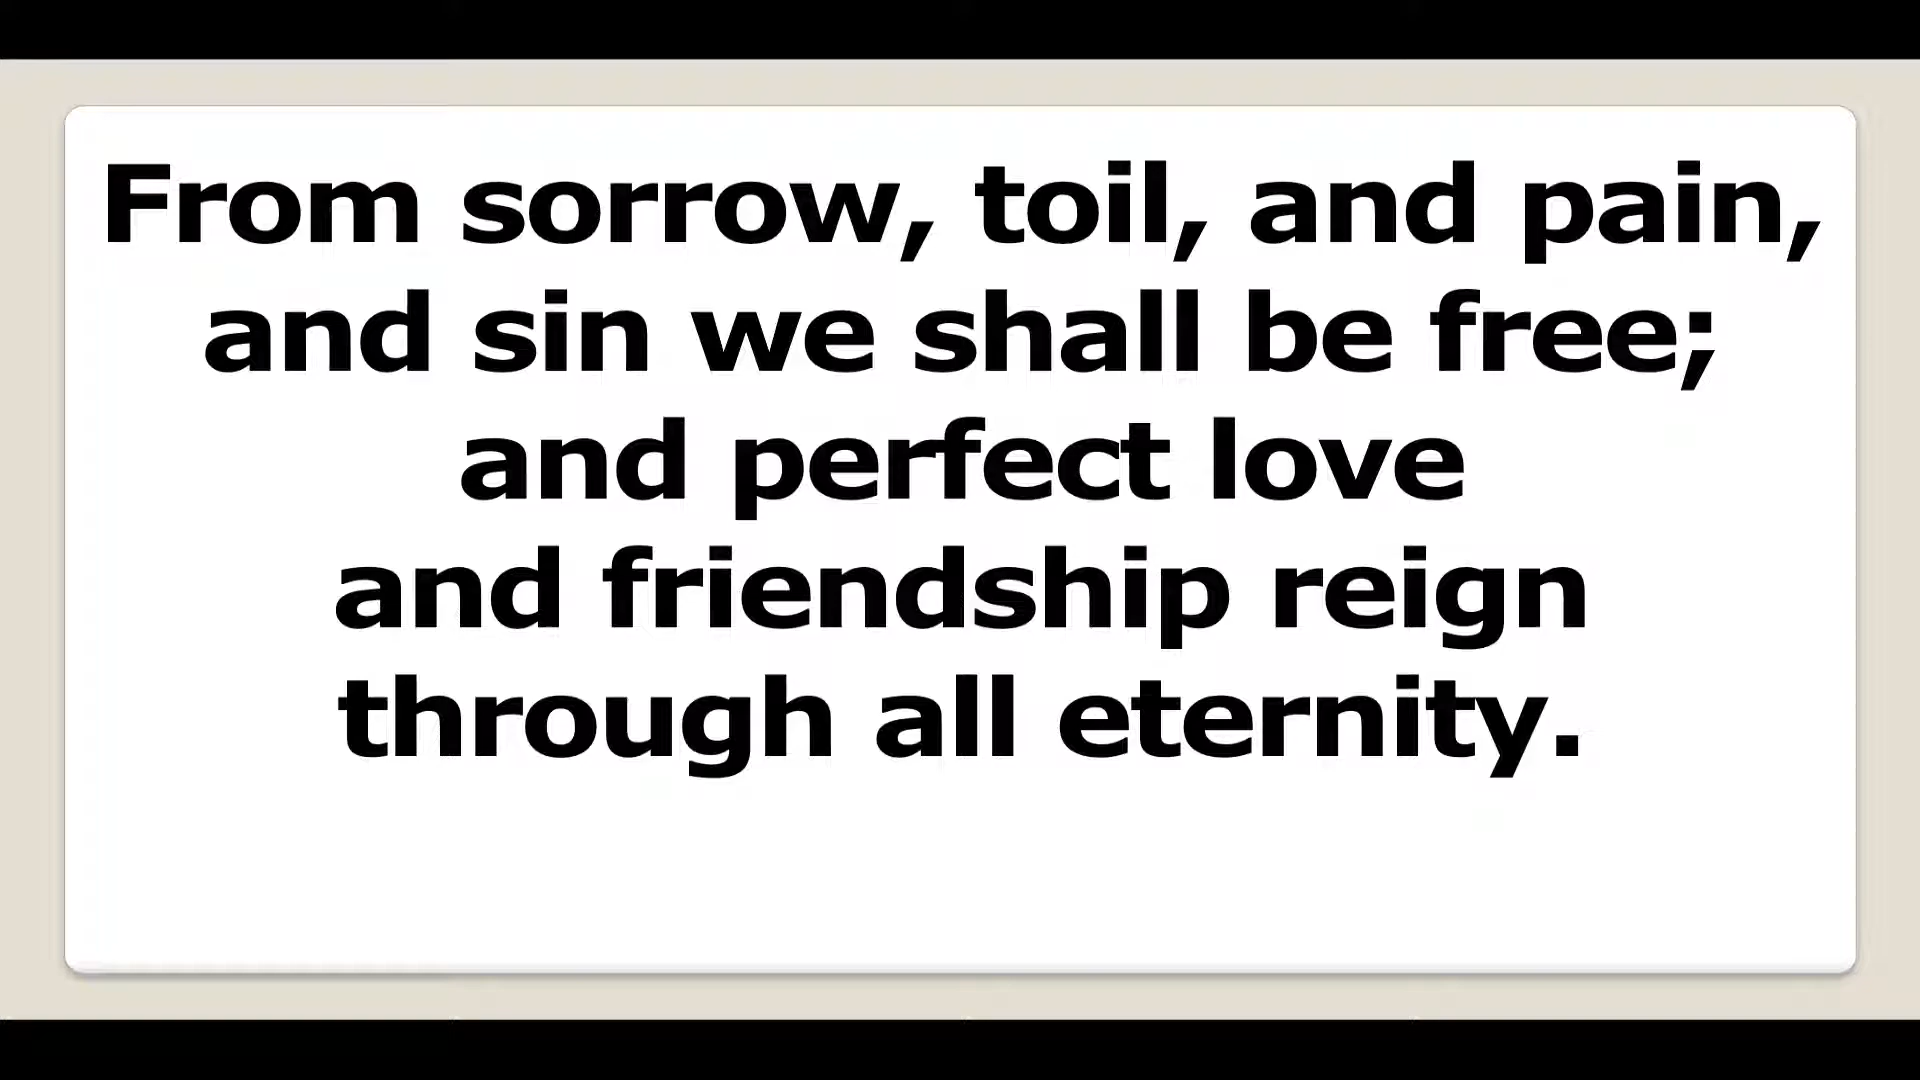 From sorrow, toil, and pain,
and sin we shall be free;
and perfect love
and friendship reign
through all eternity.